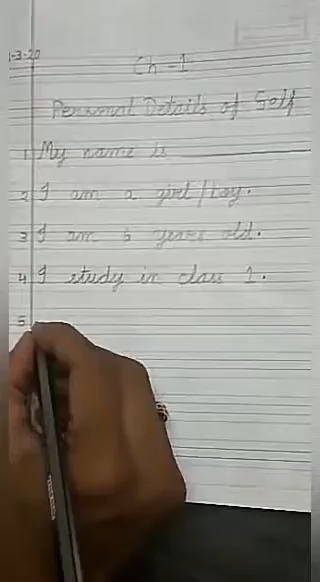 1-3-20
Ch-1
Personal Details of Self
1 My name is
2 I am a girl/boy.
3 I am 6 years old.
4 I study in class 1.
5